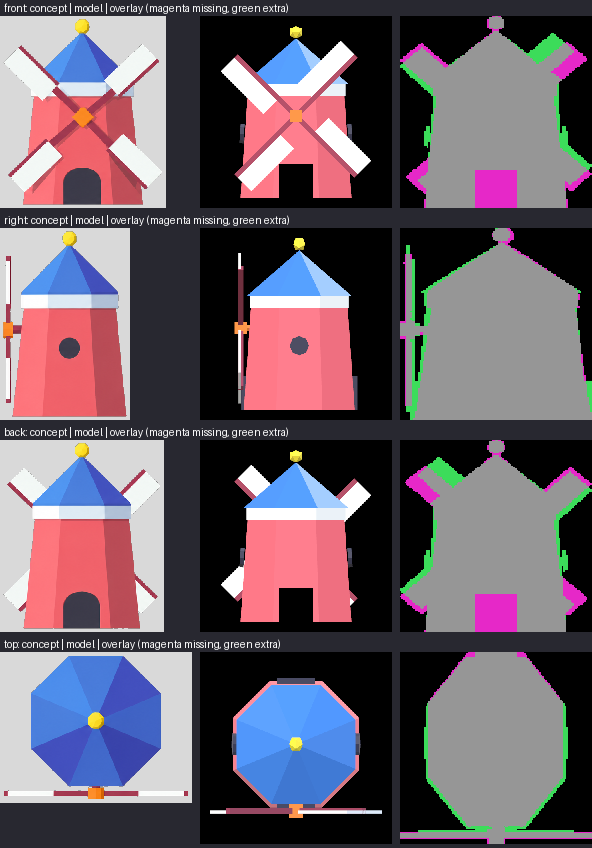 front: concept | model | overlay (magenta missing, green extra)
right: concept | model | overlay (magenta missing, green extra)
back: concept | model | overlay (magenta missing, green extra)
top: concept | model | overlay (magenta missing, green extra)